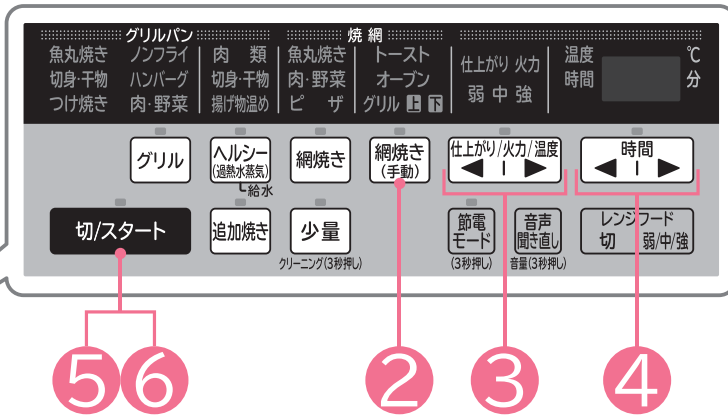 グリルパン
焼 網
魚丸焼き ノンフライ 肉 類 魚丸焼き トースト 仕上がり 火力 温度 ℃
切身・干物 ハンバーグ 切身・干物 肉・野菜 オーブン 弱 中 強 時間 分
つけ焼き 肉・野菜 揚げ物温め ピ ザ グリル 上 下
グリル
ヘルシー
(過熱水蒸気)
給水
網焼き
網焼き
(手動)
仕上がり/火力/温度
◀ I ▶
時間
◀ I ▶
切/スタート
追加焼き
少量
クリーニング(3秒押し)
節電
モード
(3秒押し)
音声
聞き直し
音量(3秒押し)
レンジフード
切 弱/中/強
5 6 2 3 4